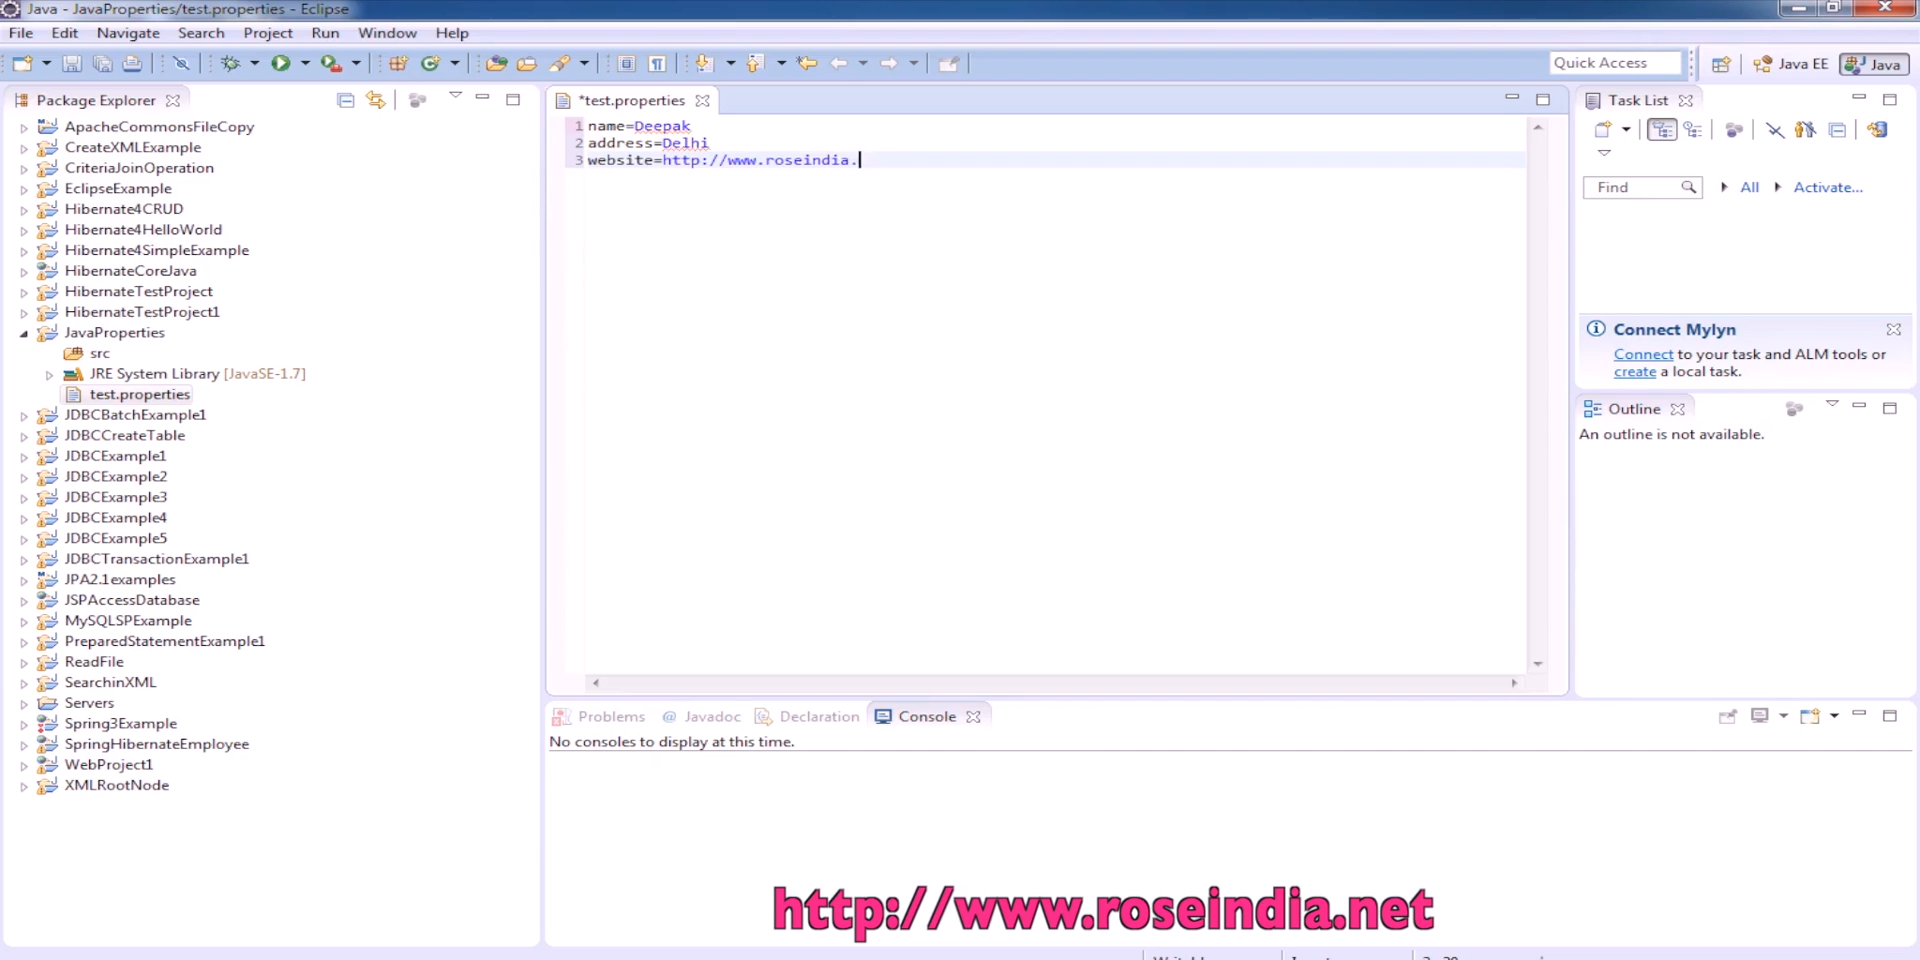 Java - JavaProperties/test.properties - Eclipse
File Edit Navigate Search Project Run Window Help
Quick Access
Java EE
Java
Package Explorer
ApacheCommonsFileCopy
CreateXMLExample
CriteriaJoinOperation
EclipseExample
Hibernate4CRUD
Hibernate4HelloWorld
Hibernate4SimpleExample
HibernateCoreJava
HibernateTestProject
HibernateTestProject1
JavaProperties
src
JRE System Library [JavaSE-1.7]
test.properties
JDBCBatchExample1
JDBCCreateTable
JDBCExample1
JDBCExample2
JDBCExample3
JDBCExample4
JDBCExample5
JDBCTransactionExample1
JPA2.1examples
JSPAccessDatabase
MySQLSPExample
PreparedStatementExample1
ReadFile
SearchinXML
Servers
Spring3Example
SpringHibernateEmployee
WebProject1
XMLRootNode
*test.properties
1 name=Deepak
2 address=Delhi
3 website=http://www.roseindia.
Task List
Find
All
Activate...
Connect Mylyn
Connect to your task and ALM tools or
create a local task.
Outline
An outline is not available.
Problems @ Javadoc Declaration Console
No consoles to display at this time.
http://www.roseindia.net